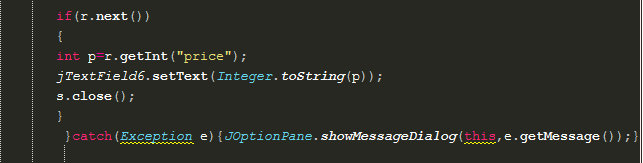 if(r.next())
{
int p=r.getInt("price");
jTextField6.setText(Integer.toString(p));
s.close();
}
}catch(Exception e){JOptionPane.showMessageDialog(this,e.getMessage());}